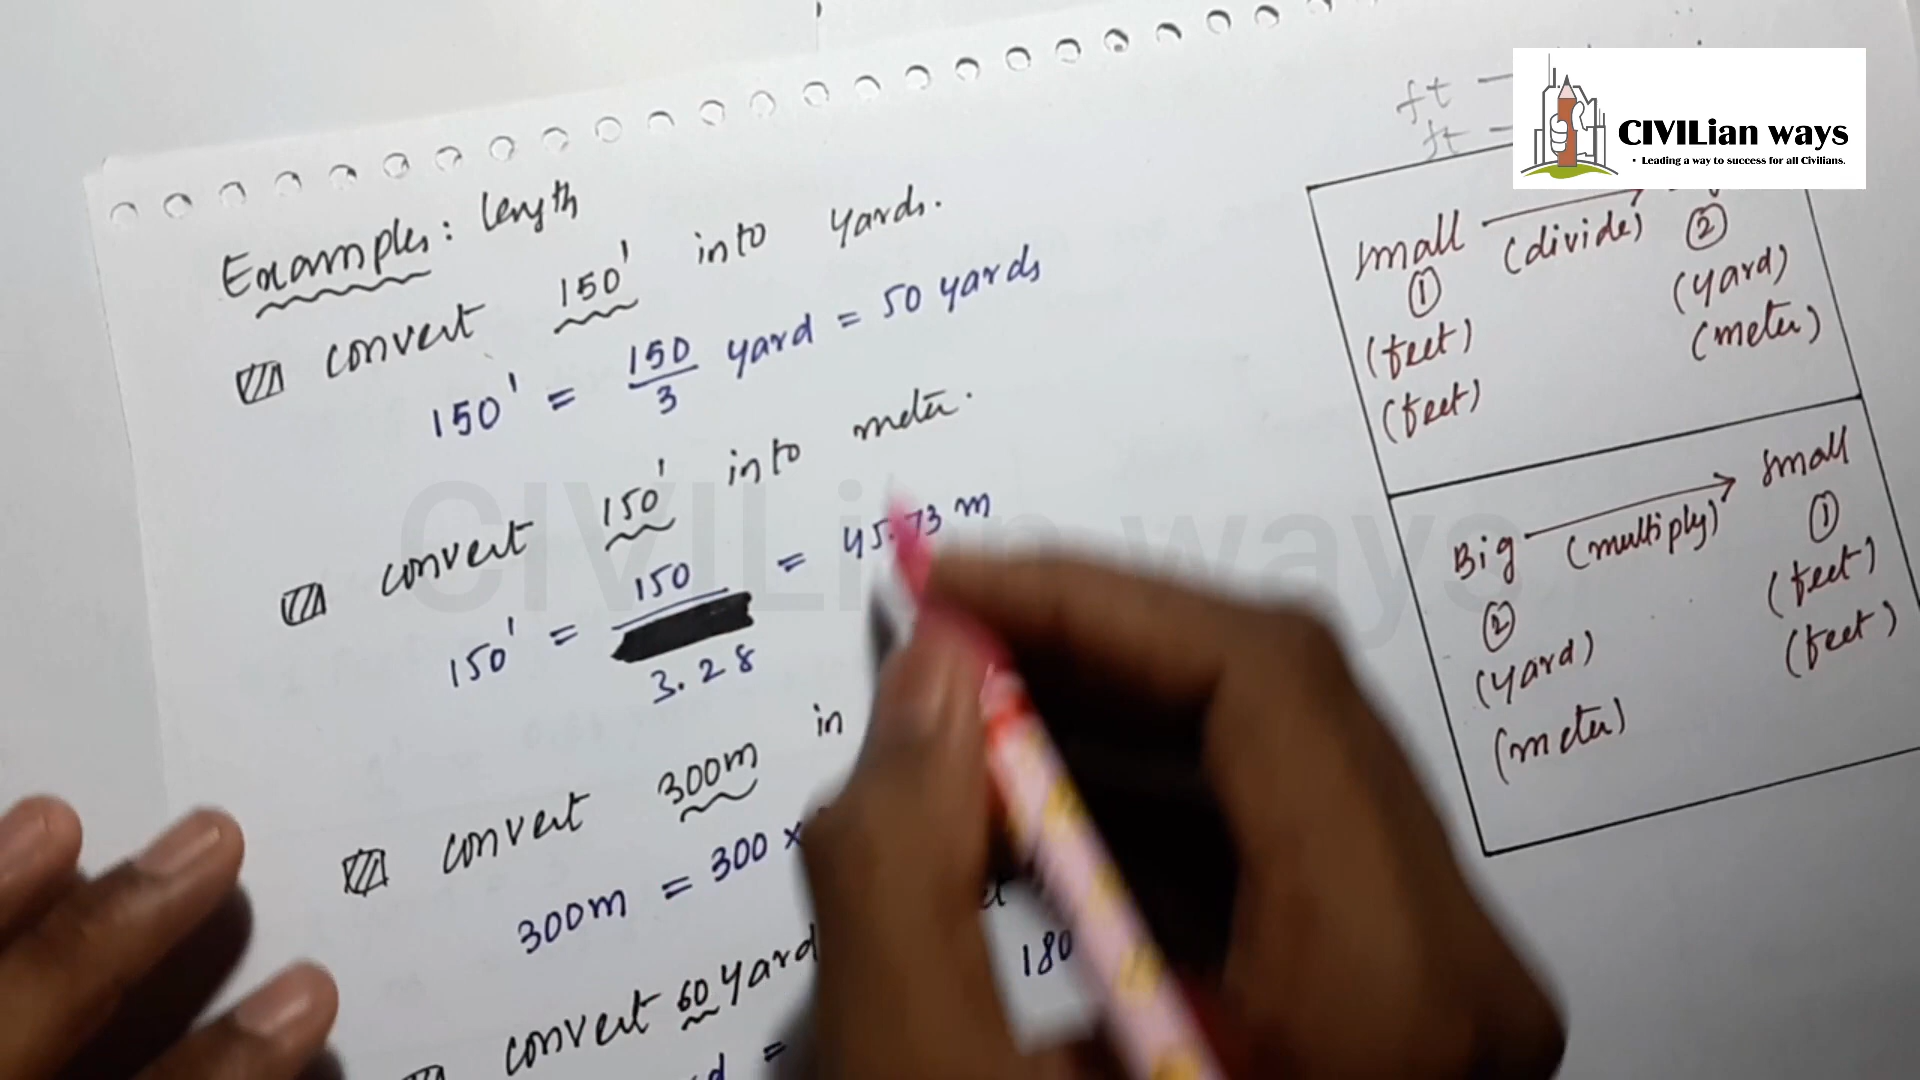 Examples: Length
convert 150' into yards.
150' = 150/3 yard = 50 yards
convert 150' into meter.
150' = 150/3.28 = 45.73 m
convert 300m in
300m = 300 ×
convert 60 yard
180
ft —
ft —
CIVILian ways
• Leading a way to success for all Civilians.
small → (divide)
① ②
(feet) (yard)
(feet) (meter)
Big → (multiply) small
② ①
(yard) (feet)
(meter) (feet)
CIVILian ways